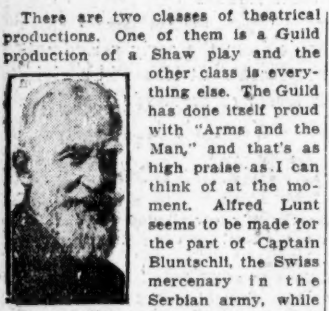 There are two classes of theatrical
productions. One of them is a Guild
production of a Shaw play and the
other class is every-
thing else. The Guild
has done itself proud
with "Arms and the
Man," and that's as
high praise as I can
think of at the mo-
ment. Alfred Lunt
seems to be made for
the part of Captain
Bluntschli, the Swiss
mercenary in the
Serbian army, while